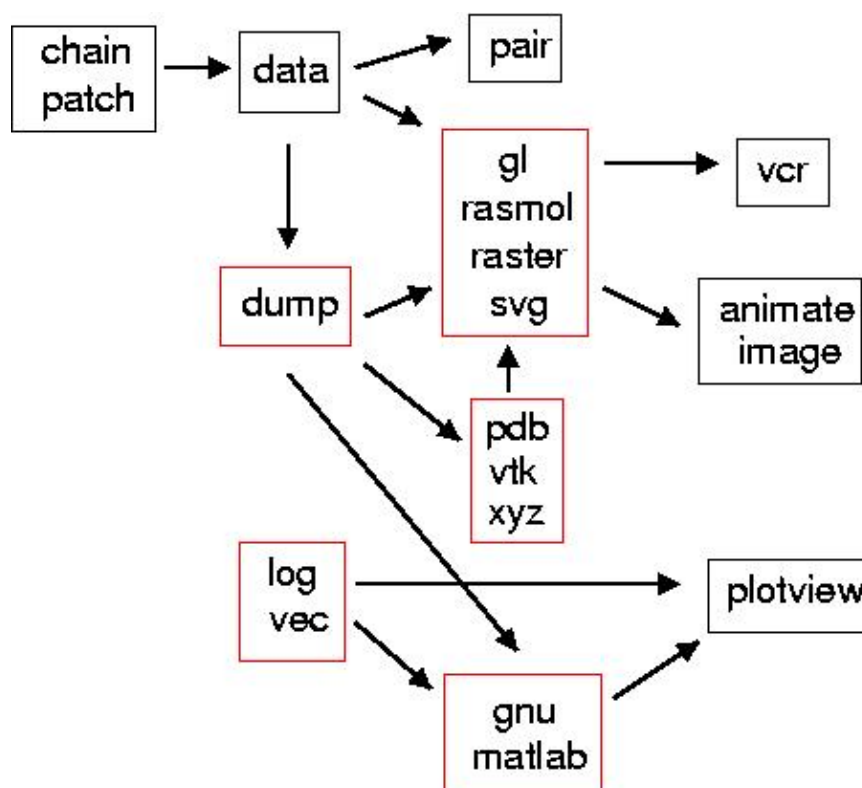 chain
patch
data
pair
gl
rasmol
raster
svg
vcr
dump
animate
image
pdb
vtk
xyz
log
vec
plotview
gnu
matlab